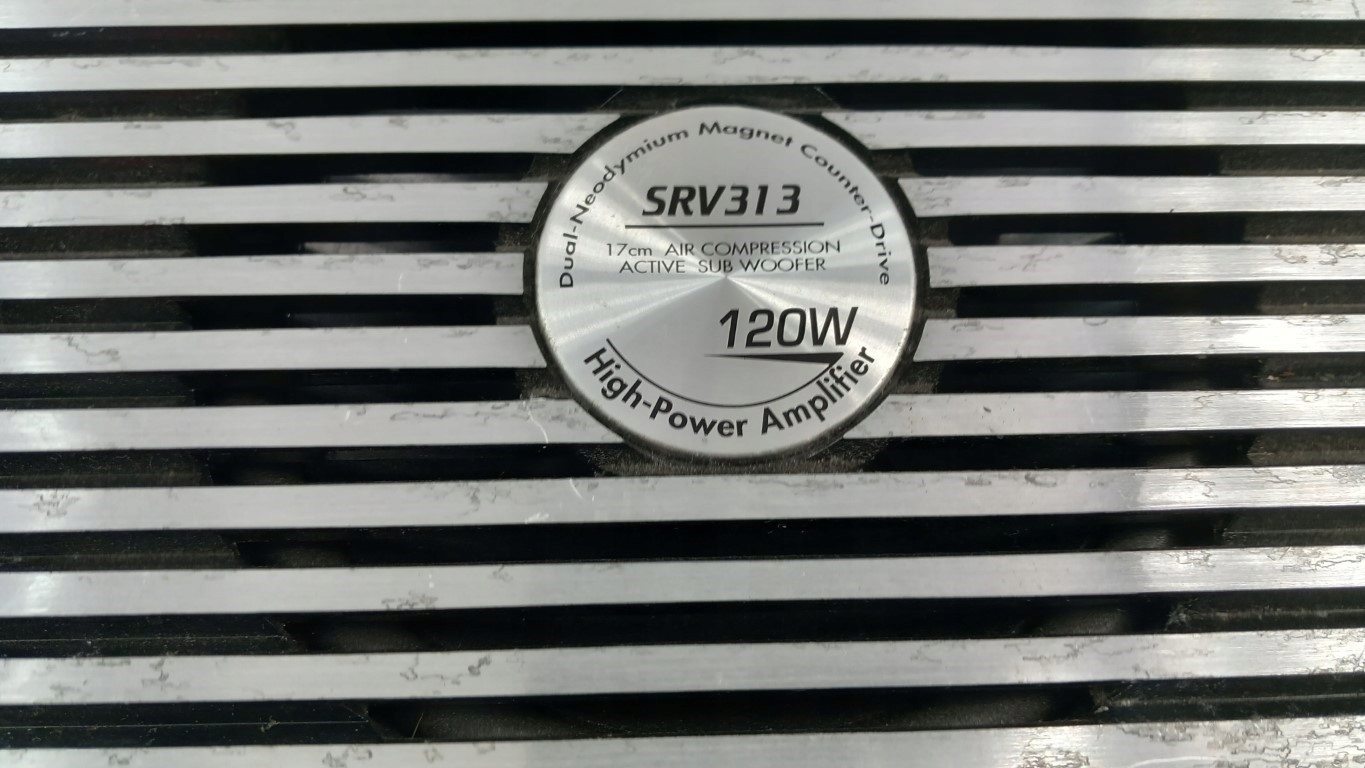 Dual-Neodymium Magnet Counter-Drive
SRV313
17cm AIR COMPRESSION
ACTIVE SUB WOOFER
120W
High-Power Amplifier